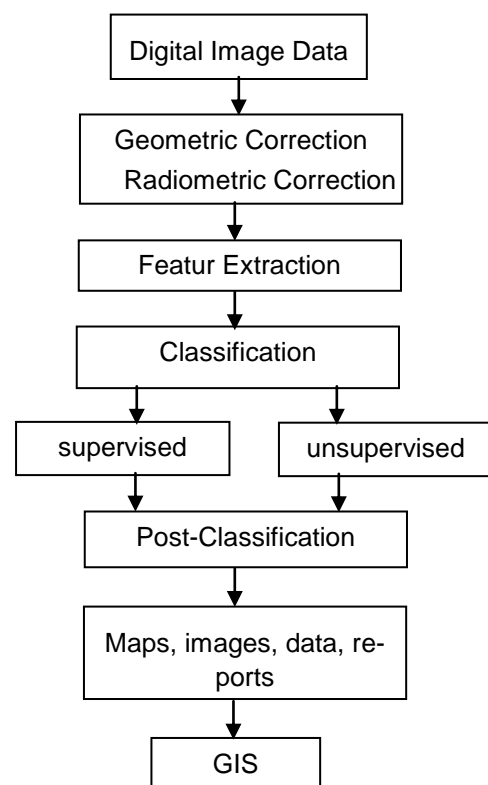 Digital Image Data
Geometric Correction
Radiometric Correction
Featur Extraction
Classification
supervised
unsupervised
Post-Classification
Maps, images, data, re-
ports
GIS